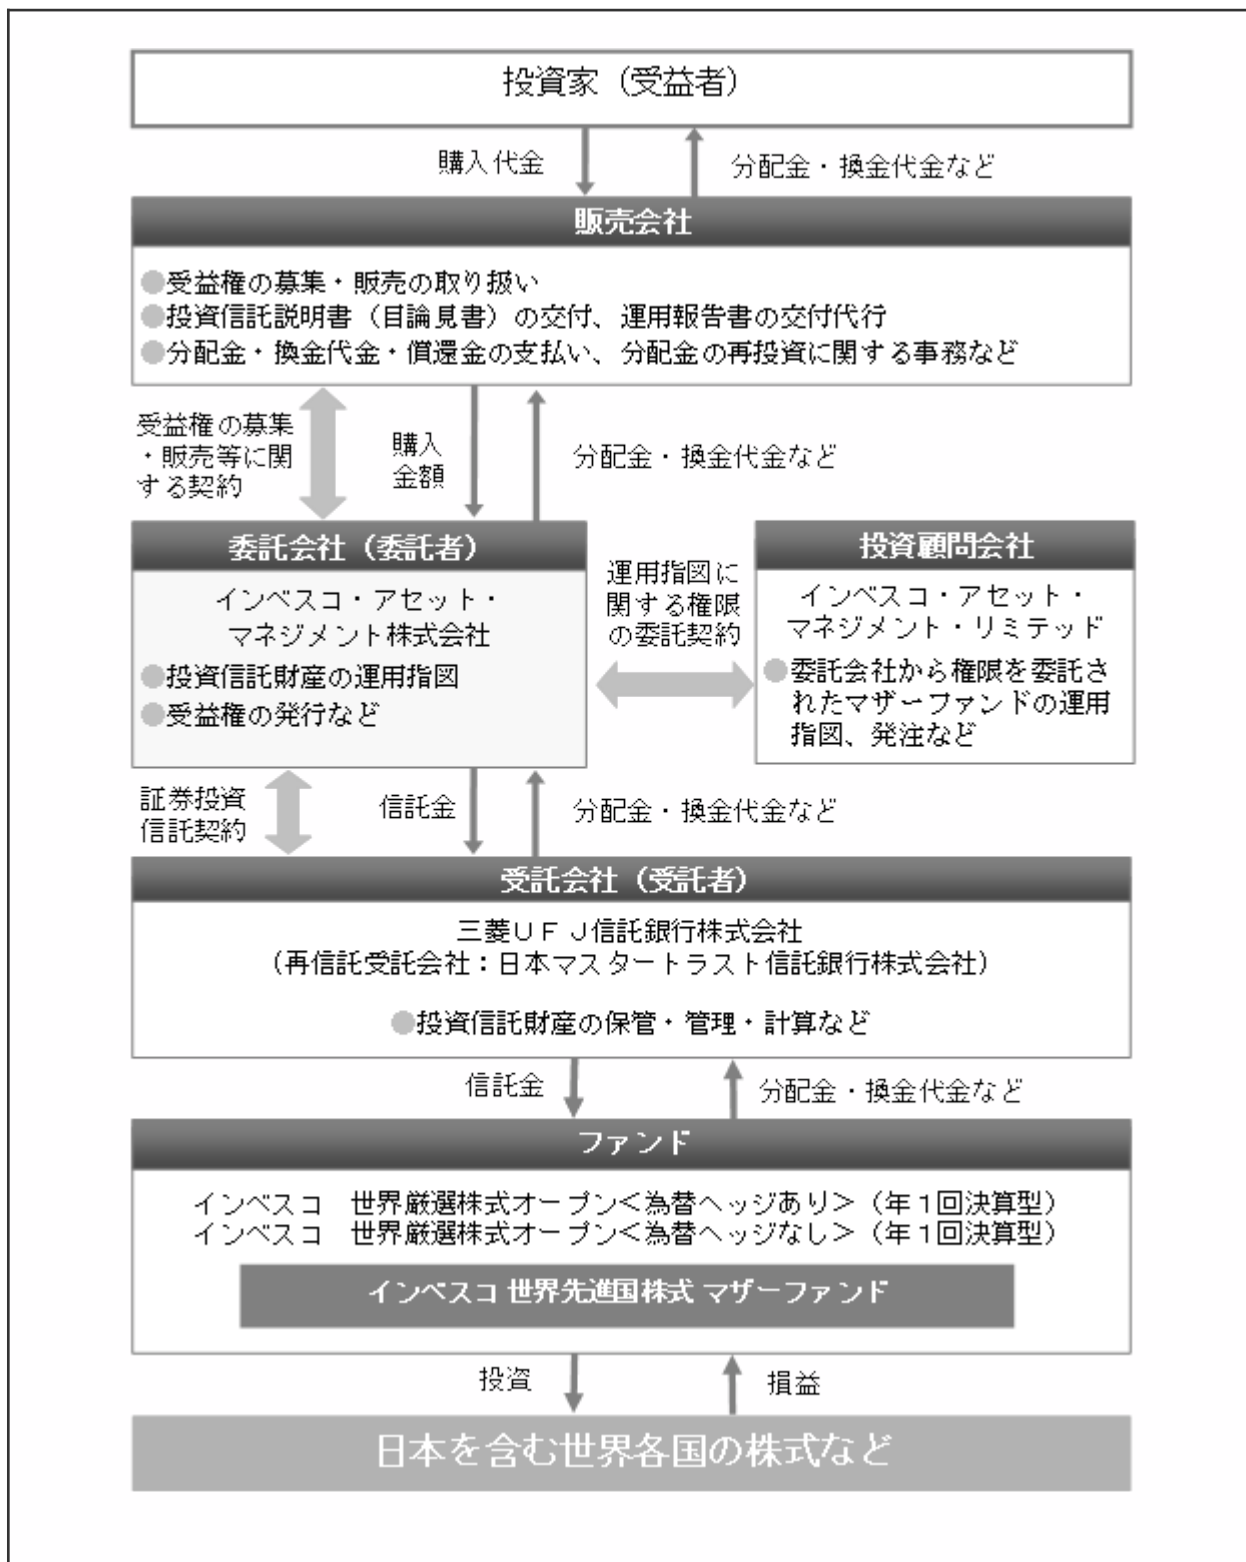 投資家（受益者）
購入代金
分配金・換金代金など
販売会社
●受益権の募集・販売の取り扱い
●投資信託説明書（目論見書）の交付、運用報告書の交付代行
●分配金・換金代金・償還金の支払い、分配金の再投資に関する事務など
受益権の募集
・販売等に関
する契約
購入
金額
分配金・換金代金など
委託会社（委託者）
インベスコ・アセット・
マネジメント株式会社
●投資信託財産の運用指図
●受益権の発行など
運用指図に
関する権限
の委託契約
投資顧問会社
インベスコ・アセット・
マネジメント・リミテッド
●委託会社から権限を委託さ
れたマザーファンドの運用
指図、発注など
証券投資
信託契約
信託金
分配金・換金代金など
受託会社（受託者）
三菱ＵＦＪ信託銀行株式会社
（再信託受託会社：日本マスタートラスト信託銀行株式会社）
●投資信託財産の保管・管理・計算など
信託金
分配金・換金代金など
ファンド
インベスコ　世界厳選株式オープン＜為替ヘッジあり＞（年１回決算型）
インベスコ　世界厳選株式オープン＜為替ヘッジなし＞（年１回決算型）
インベスコ 世界先進国株式 マザーファンド
投資
損益
日本を含む世界各国の株式など